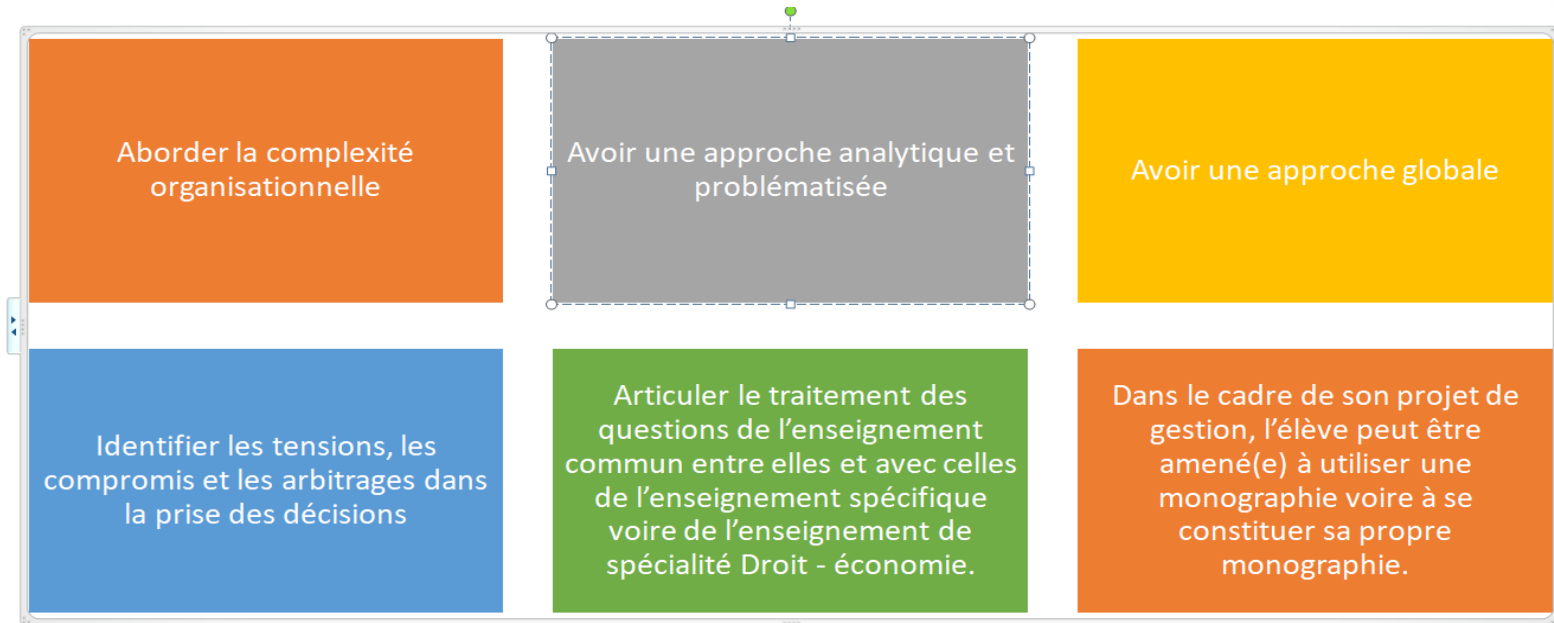 Aborder la complexité
organisationnelle
Avoir une approche analytique et
problématisée
Avoir une approche globale
Identifier les tensions, les
compromis et les arbitrages dans
la prise des décisions
Articuler le traitement des
questions de l’enseignement
commun entre elles et avec celles
de l’enseignement spécifique
voire de l’enseignement de
spécialité Droit - économie.
Dans le cadre de son projet de
gestion, l’élève peut être
amené(e) à utiliser une
monographie voire à se
constituer sa propre
monographie.